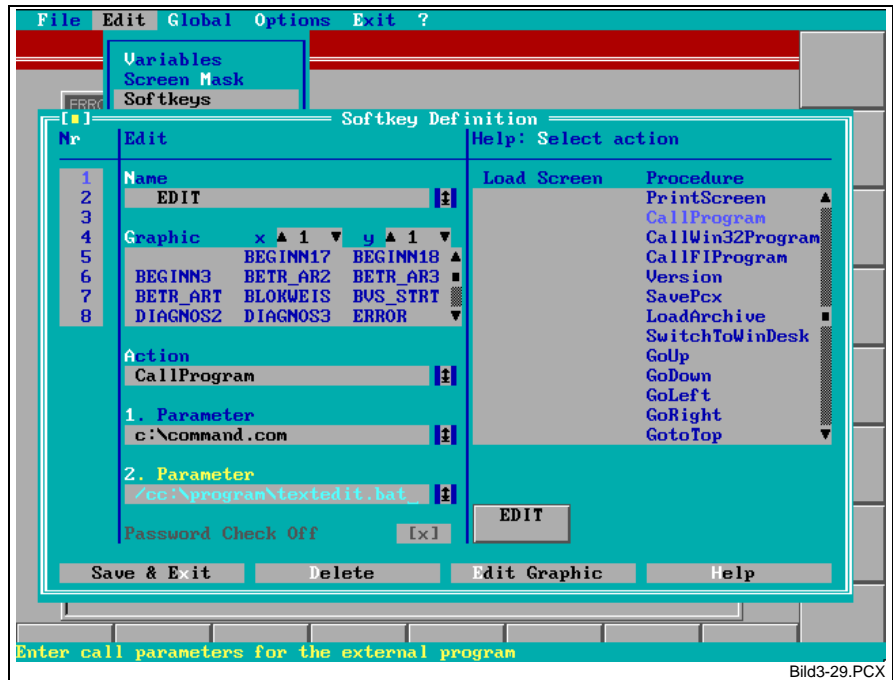 File Edit Global Options Exit ?
Variables
Screen Mask
Softkeys
ERRO
[■] Softkey Definition
Nr Edit Help: Select action
1 Name Load Screen Procedure
2 EDIT PrintScreen
3 CallProgram
4 Graphic x ▲ 1 ▼ y ▲ 1 ▼ CallWin32Program
5 BEGINN17 BEGINN18 CallFIProgram
6 BEGINN3 BETR_AR2 BETR_AR3 Version
7 BETR_ART BLOKWEIS BVS_STRT SavePcx
8 DIAGNOS2 DIAGNOS3 ERROR LoadArchive
SwitchToWinDesk
Action GoUp
CallProgram GoDown
GoLeft
1. Parameter GoRight
c:\command.com GotoTop
2. Parameter
/cc:\program\textedit.bat_
EDIT
Password Check Off [x]
Save & Exit Delete Edit Graphic Help
Enter call parameters for the external program
Bild3-29.PCX